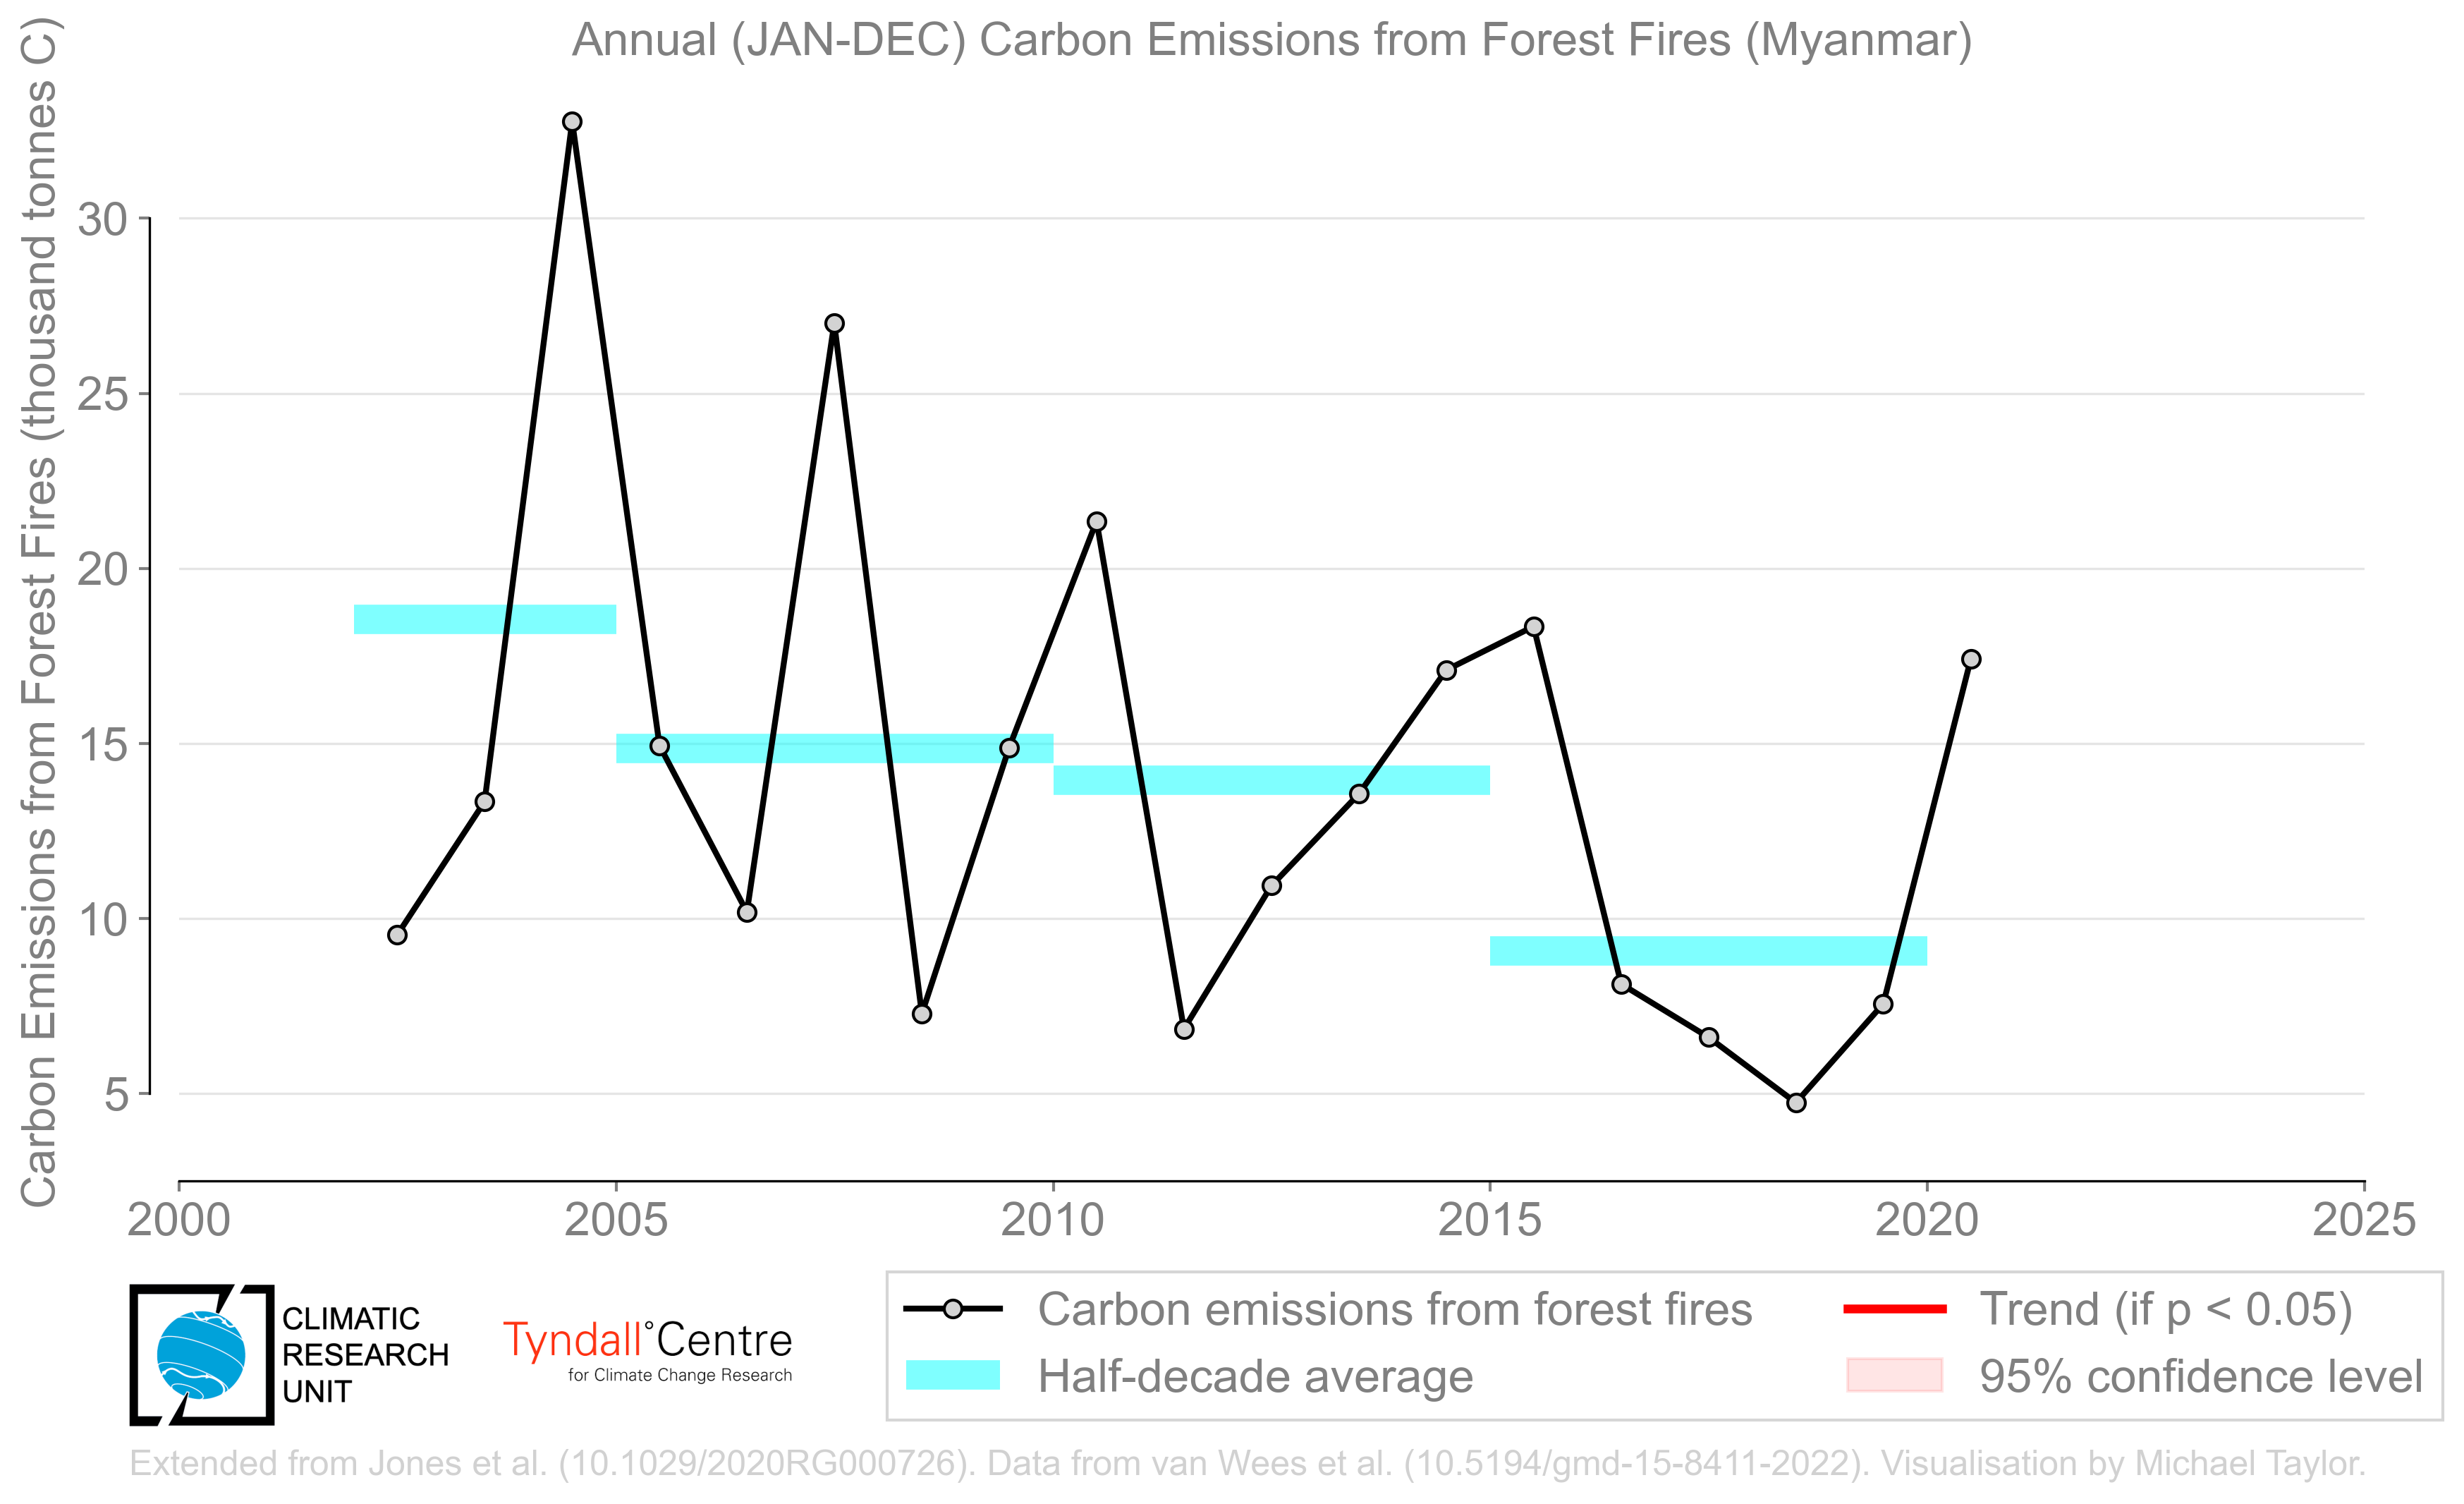 Annual (JAN-DEC) Carbon Emissions from Forest Fires (Myanmar)
Carbon Emissions from Forest Fires (thousand tonnes C)
30
25
20
15
10
5
2000
2005
2010
2015
2020
2025
CLIMATIC
RESEARCH
UNIT
Tyndall°Centre
for Climate Change Research
Carbon emissions from forest fires
Half-decade average
Trend (if p < 0.05)
95% confidence level
Extended from Jones et al. (10.1029/2020RG000726). Data from van Wees et al. (10.5194/gmd-15-8411-2022). Visualisation by Michael Taylor.